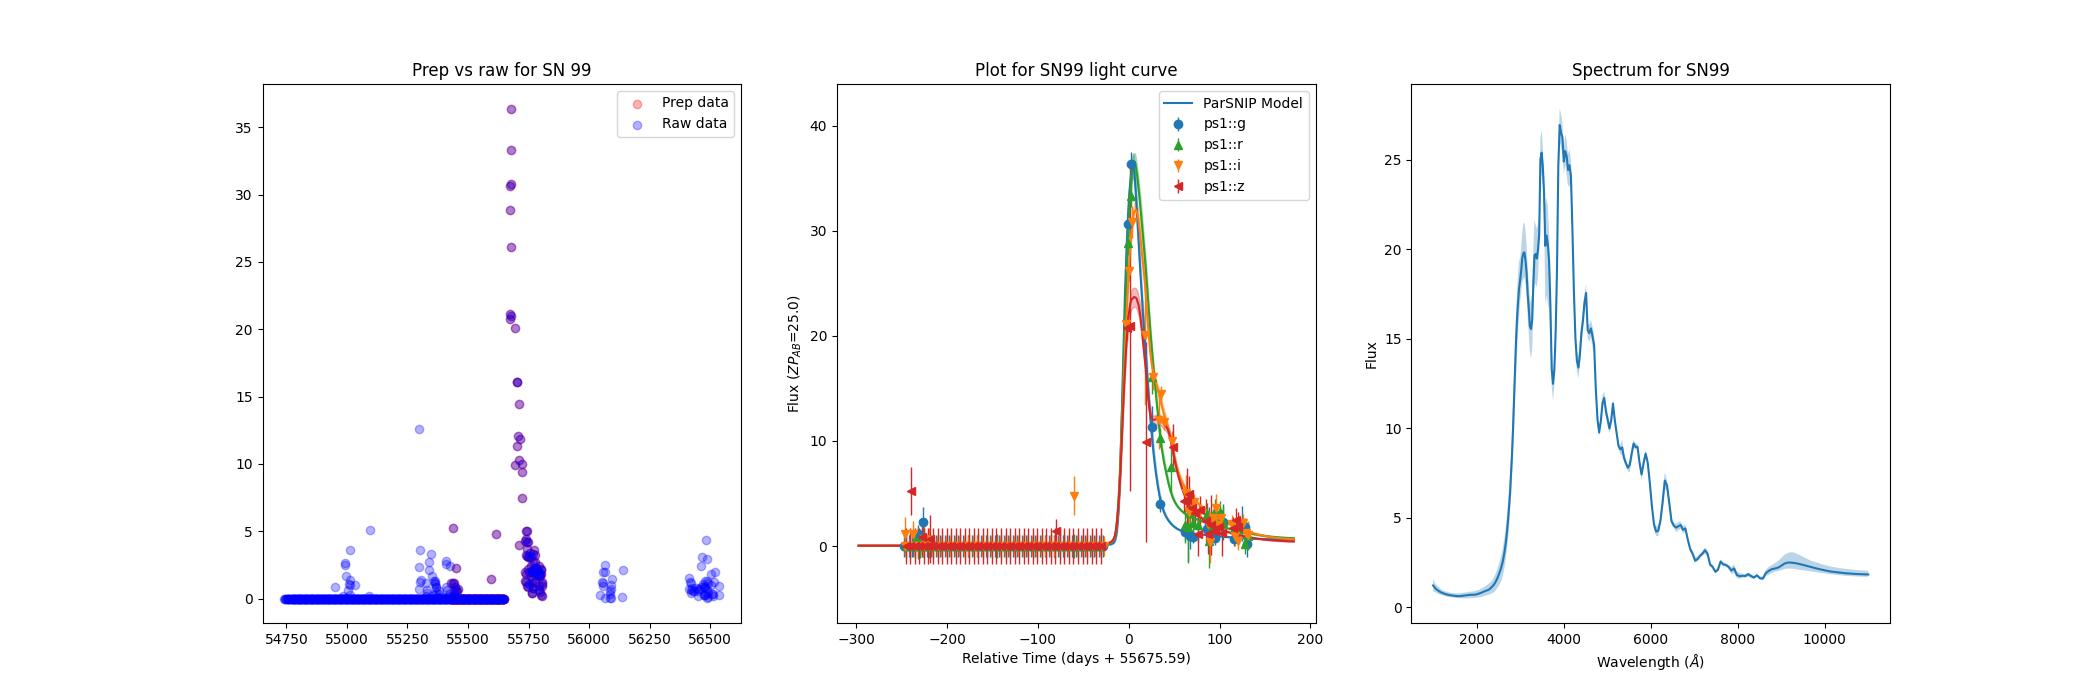 Prep vs raw for SN 99
Prep data
Raw data
35
30
25
20
15
10
5
0
54750 55000 55250 55500 55750 56000 56250 56500
Plot for SN99 light curve
ParSNIP Model
ps1::g
ps1::r
ps1::i
ps1::z
Flux (ZP_AB=25.0)
40
30
20
10
0
−300 −200 −100 0 100 200
Relative Time (days + 55675.59)
Spectrum for SN99
Flux
25
20
15
10
5
0
2000 4000 6000 8000 10000
Wavelength (Å)